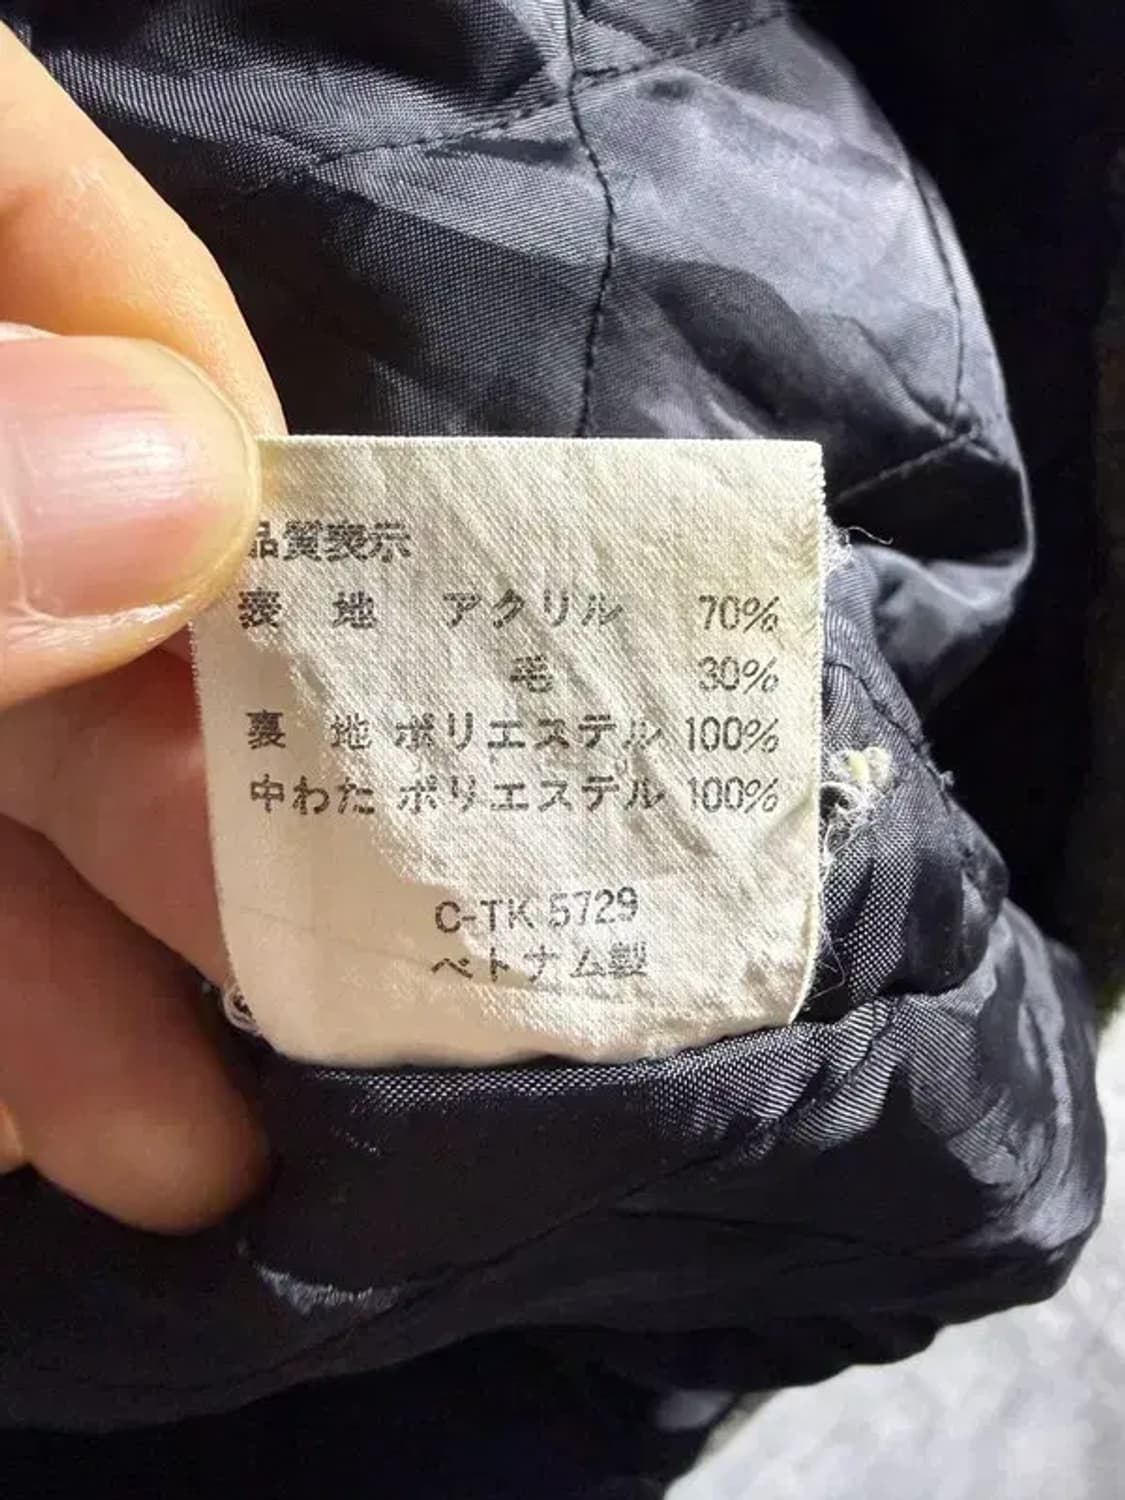 品質表示
表 地 アクリル 70%
毛 30%
裏 地 ポリエステル 100%
中わた ポリエステル 100%
C-TK 5729
ベトナム製